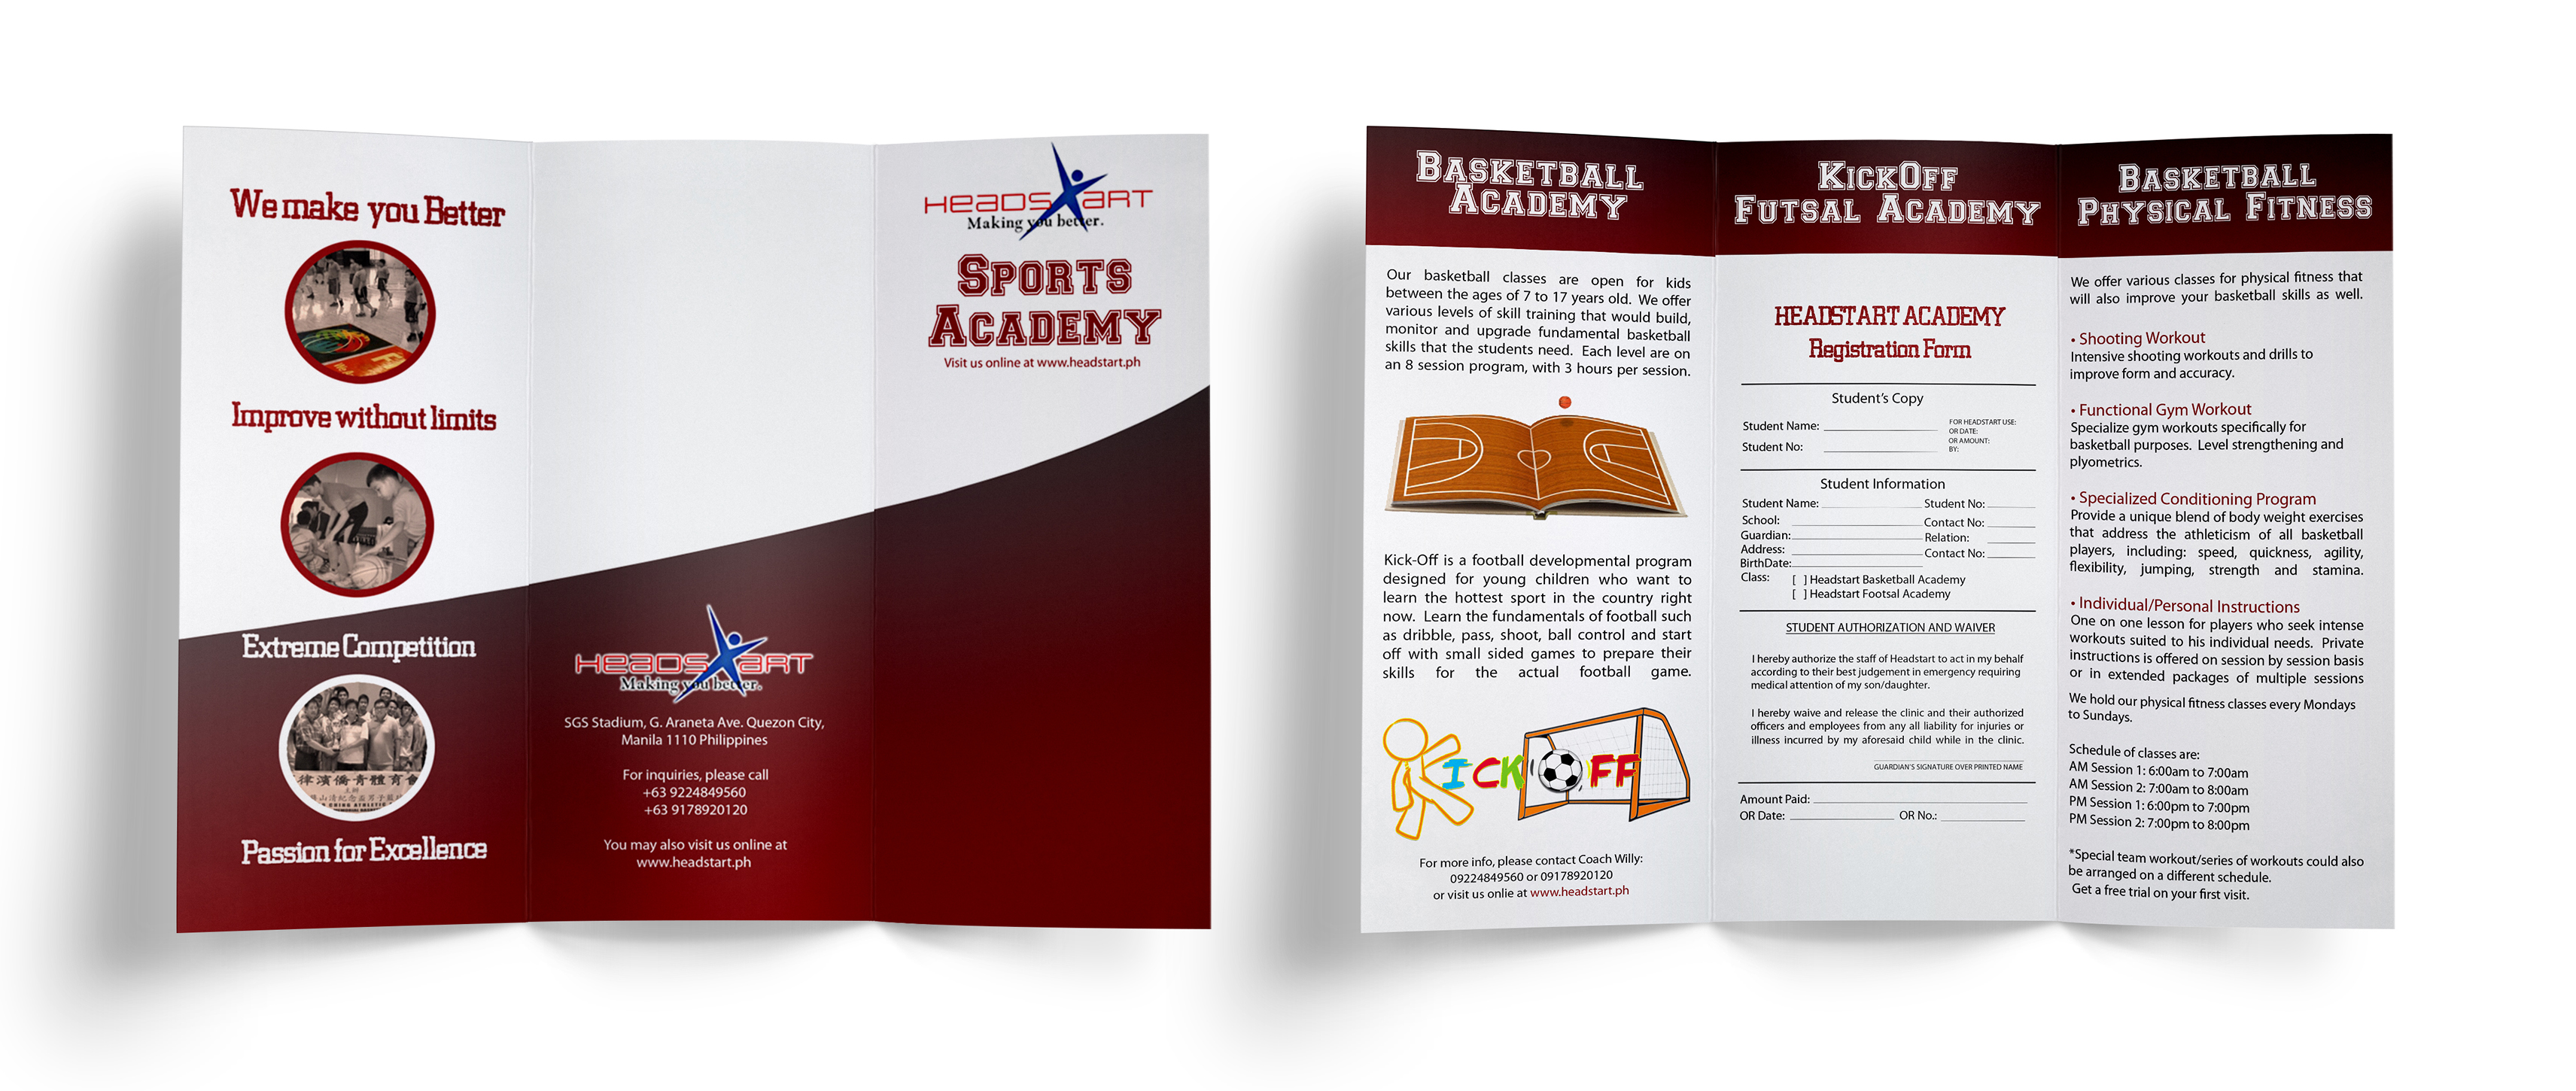 We make you Better
Improve without limits
Extreme Competition
律濱僑青體育會
Passion for Excellence
HEADSTART
Making you better.
SGS Stadium, G. Araneta Ave. Quezon City,
Manila 1110 Philippines
For inquiries, please call
+63 9224849560
+63 9178920120
You may also visit us online at
www.headstart.ph
HEADSTART
Making you better.
SPORTS
ACADEMY
Visit us online at www.headstart.ph
BASKETBALL
ACADEMY
Our basketball classes are open for kids
between the ages of 7 to 17 years old. We offer
various levels of skill training that would build,
monitor and upgrade fundamental basketball
skills that the students need. Each level are on
an 8 session program, with 3 hours per session.
Kick-Off is a football developmental program
designed for young children who want to
learn the hottest sport in the country right
now. Learn the fundamentals of football such
as dribble, pass, shoot, ball control and start
off with small sided games to prepare their
skills for the actual football game.
KICKOFF
For more info, please contact Coach Willy:
09224849560 or 09178920120
or visit us onlie at www.headstart.ph
KICKOFF
FUTSAL ACADEMY
HEADSTART ACADEMY
Registration Form
Student's Copy
Student Name:
Student No:
FOR HEADSTART USE:
OR DATE:
OR AMOUNT:
BY:
Student Information
Student Name: Student No:
School: Contact No:
Guardian: Relation:
Address: Contact No:
BirthDate:
Class: [ ] Headstart Basketball Academy
[ ] Headstart Footsal Academy
STUDENT AUTHORIZATION AND WAIVER
I hereby authorize the staff of Headstart to act in my behalf
according to their best judgement in emergency requiring
medical attention of my son/daughter.
I hereby waive and release the clinic and their authorized
officers and employees from any all liability for injuries or
illness incurred by my aforesaid child while in the clinic.
GUARDIAN'S SIGNATURE OVER PRINTED NAME
Amount Paid:
OR Date: OR No.:
BASKETBALL
PHYSICAL FITNESS
We offer various classes for physical fitness that
will also improve your basketball skills as well.
• Shooting Workout
Intensive shooting workouts and drills to
improve form and accuracy.
• Functional Gym Workout
Specialize gym workouts specifically for
basketball purposes. Level strengthening and
plyometrics.
• Specialized Conditioning Program
Provide a unique blend of body weight exercises
that address the athleticism of all basketball
players, including: speed, quickness, agility,
flexibility, jumping, strength and stamina.
• Individual/Personal Instructions
One on one lesson for players who seek intense
workouts suited to his individual needs. Private
instructions is offered on session by session basis
or in extended packages of multiple sessions
We hold our physical fitness classes every Mondays
to Sundays.
Schedule of classes are:
AM Session 1: 6:00am to 7:00am
AM Session 2: 7:00am to 8:00am
PM Session 1: 6:00pm to 7:00pm
PM Session 2: 7:00pm to 8:00pm
*Special team workout/series of workouts could also
be arranged on a different schedule.
Get a free trial on your first visit.